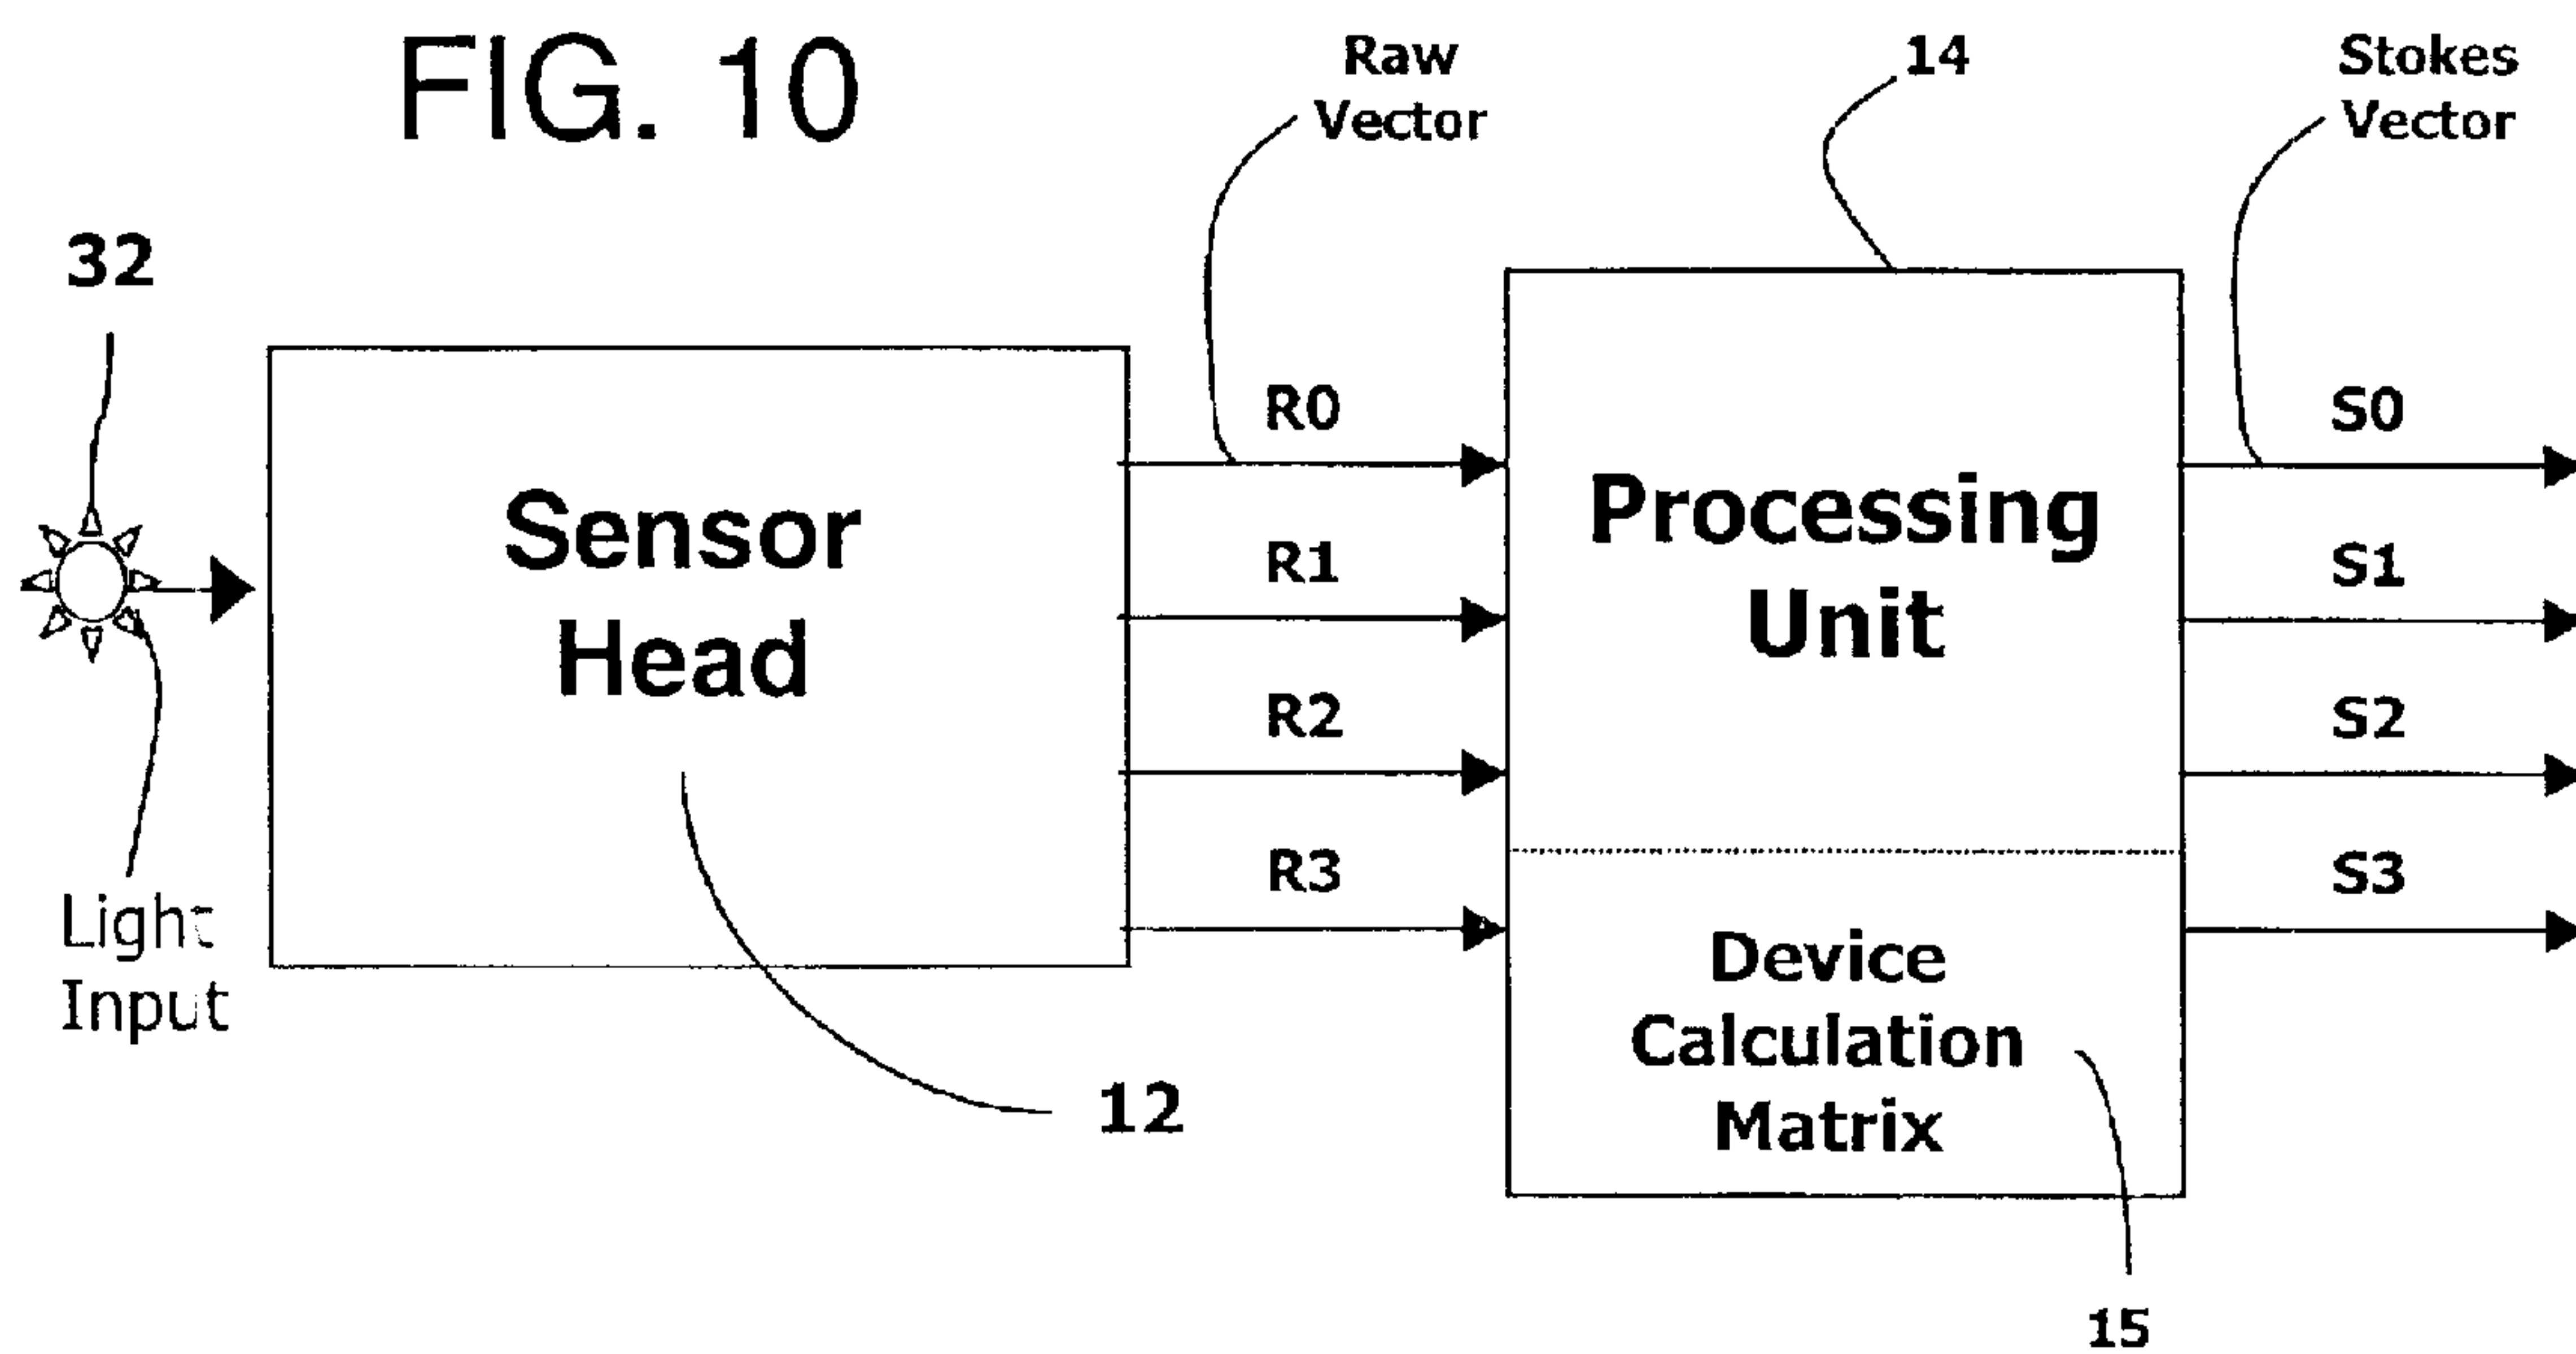 FIG. 10
Raw
Vector
14
Stokes
Vector
32
R0
S0
Sensor
Head
Processing
Unit
R1
S1
R2
S2
R3
S3
Light
Input
Device
Calculation
Matrix
12
15